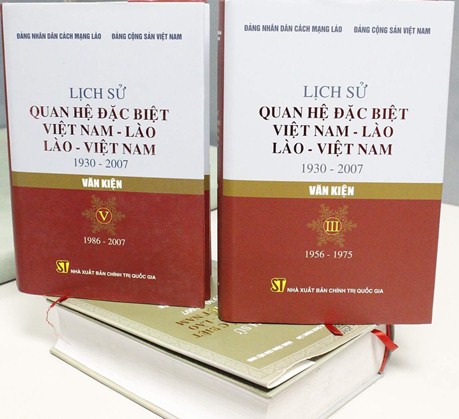 ĐẢNG NHÂN DÂN CÁCH MẠNG LÀO ĐẢNG CỘNG SẢN VIỆT NAM
LỊCH SỬ
QUAN HỆ ĐẶC BIỆT
VIỆT NAM - LÀO
LÀO - VIỆT NAM
1930 - 2007
VĂN KIỆN
V
1986 - 2007
ST NHÀ XUẤT BẢN CHÍNH TRỊ QUỐC GIA
ĐẢNG NHÂN DÂN CÁCH MẠNG LÀO ĐẢNG CỘNG SẢN VIỆT NAM
LỊCH SỬ
QUAN HỆ ĐẶC BIỆT
VIỆT NAM - LÀO
LÀO - VIỆT NAM
1930 - 2007
VĂN KIỆN
III
1956 - 1975
ST NHÀ XUẤT BẢN CHÍNH TRỊ QUỐC GIA
BIỆT
LÀO
NAM